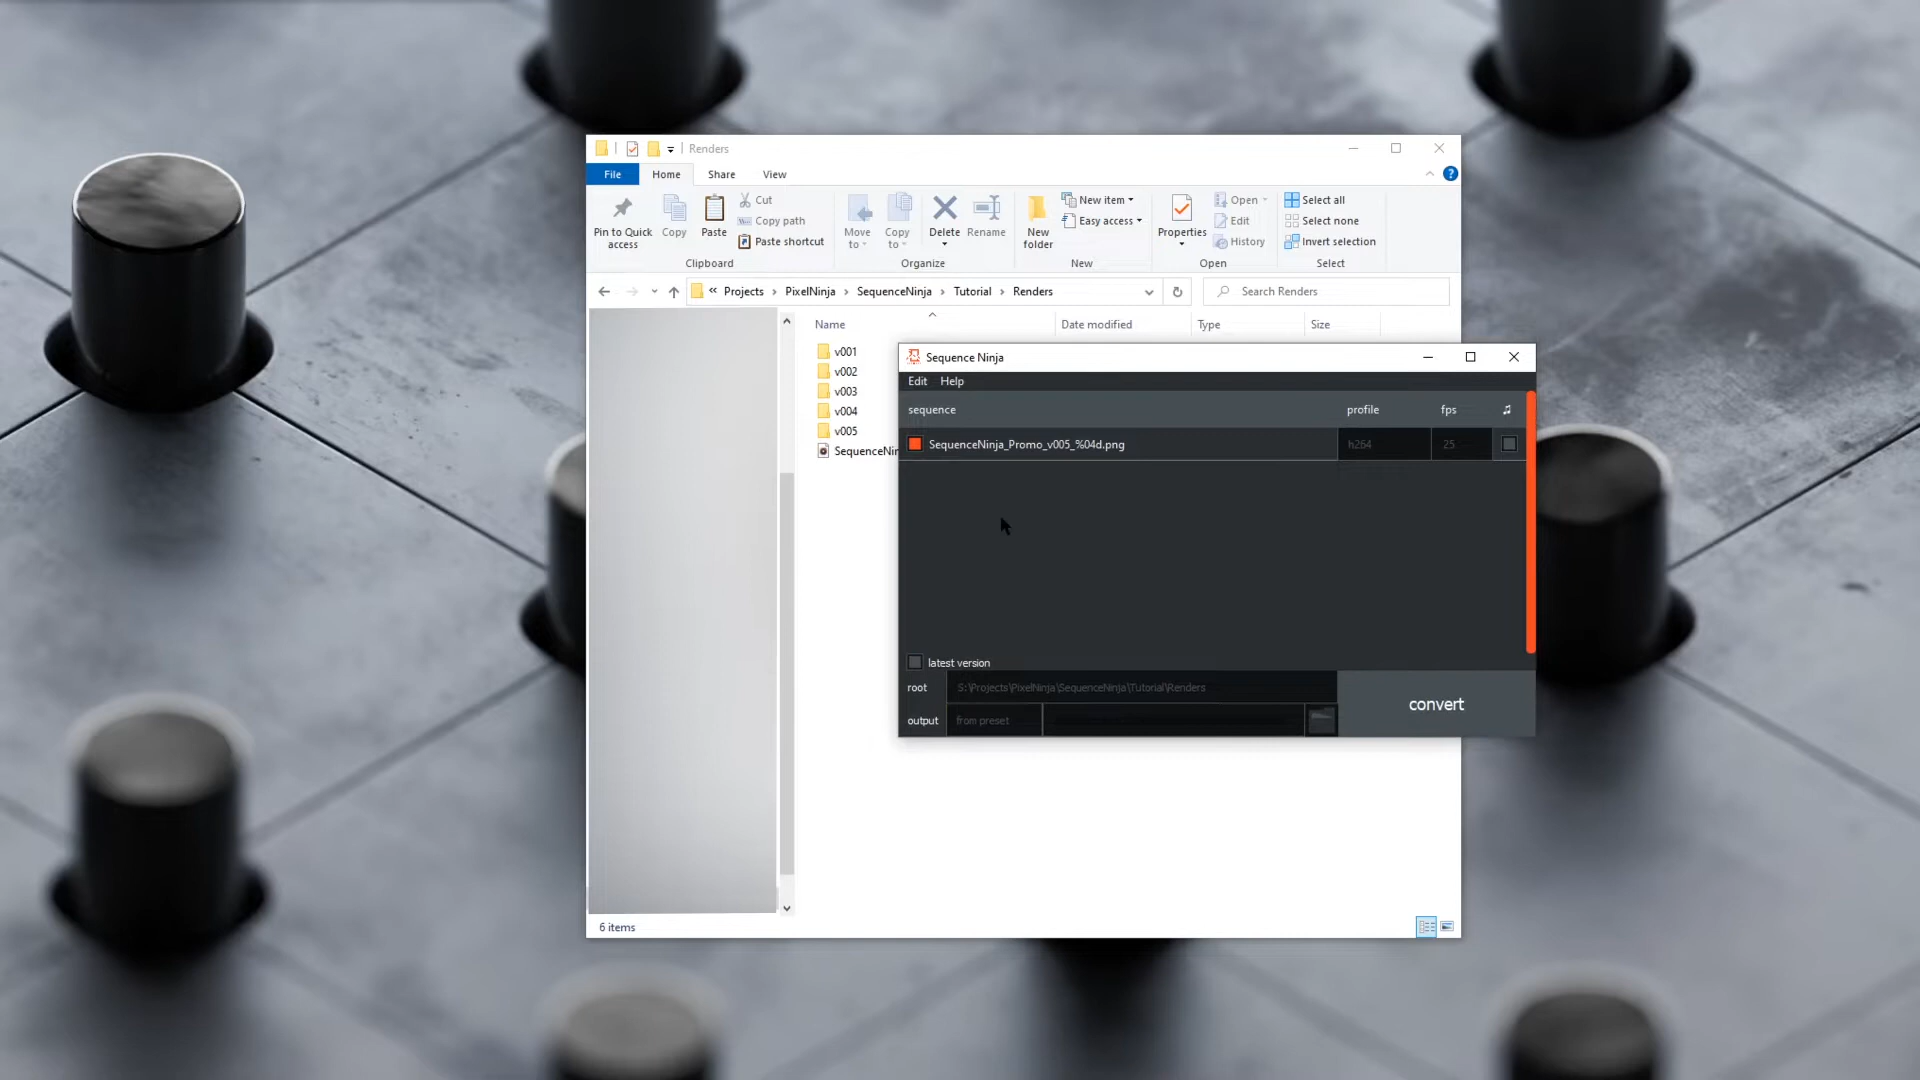 Renders
File Home Share View
Pin to Quick access
Copy
Paste
Cut
Copy path
Paste shortcut
Clipboard
Move to
Copy to
Delete
Rename
Organize
New folder
New item
Easy access
New
Properties
Open
Edit
History
Open
Select all
Select none
Invert selection
Select
« Projects > PixelNinja > SequenceNinja > Tutorial > Renders
Search Renders
Name Date modified Type Size
v001
v002
v003
v004
v005
SequenceNin
6 items
Sequence Ninja
Edit Help
sequence profile fps
SequenceNinja_Promo_v005_%04d.png h264 25
latest version
root S:\Projects\PixelNinja\SequenceNinja\Tutorial\Renders
output from preset
convert